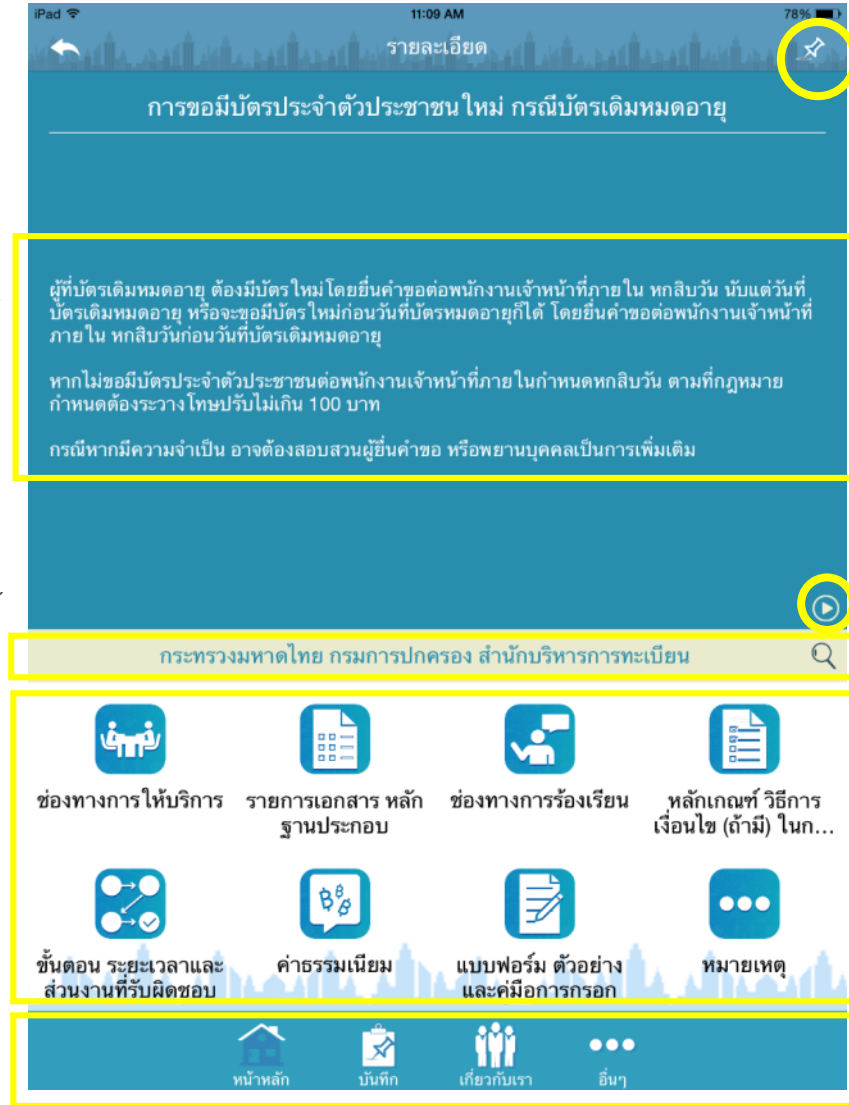 iPad 11:09 AM 78%
รายละเอียด
การขอมีบัตรประจำตัวประชาชนใหม่ กรณีบัตรเดิมหมดอายุ
ผู้ที่บัตรเดิมหมดอายุ ต้องมีบัตรใหม่โดยยื่นคำขอต่อพนักงานเจ้าหน้าที่ภายใน หกสิบวัน นับแต่วันที่
บัตรเดิมหมดอายุ หรือจะขอมีบัตรใหม่ก่อนวันที่บัตรหมดอายุก็ได้ โดยยื่นคำขอต่อพนักงานเจ้าหน้าที่
ภายใน หกสิบวันก่อนวันที่บัตรเดิมหมดอายุ
หากไม่ขอมีบัตรประจำตัวประชาชนต่อพนักงานเจ้าหน้าที่ภายในกำหนดหกสิบวัน ตามที่กฎหมาย
กำหนดต้องระวางโทษปรับไม่เกิน 100 บาท
กรณีหากมีความจำเป็น อาจต้องสอบสวนผู้ยื่นคำขอ หรือพยานบุคคลเป็นการเพิ่มเติม
กระทรวงมหาดไทย กรมการปกครอง สำนักบริหารการทะเบียน
ช่องทางการให้บริการ รายการเอกสาร หลัก ช่องทางการร้องเรียน หลักเกณฑ์ วิธีการ
ฐานประกอบ เงื่อนไข (ถ้ามี) ในก...
ขั้นตอน ระยะเวลาและ ค่าธรรมเนียม แบบฟอร์ม ตัวอย่าง หมายเหตุ
ส่วนงานที่รับผิดชอบ และคู่มือการกรอก
หน้าหลัก บันทึก เกี่ยวกับเรา อื่นๆ